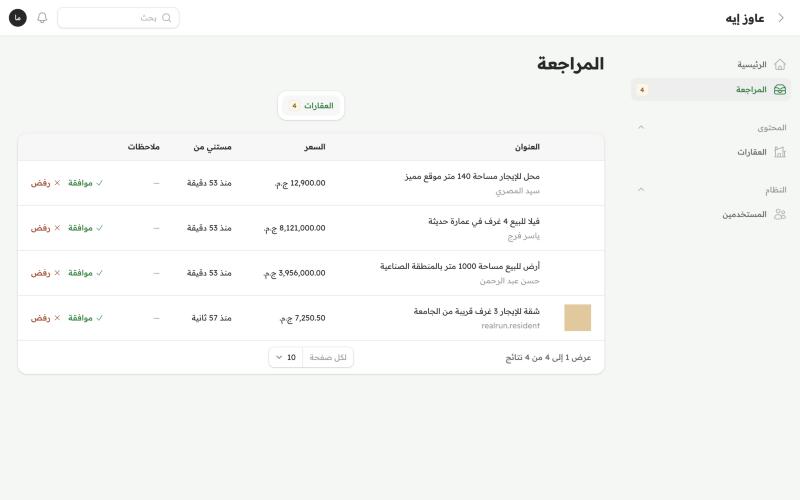 عاوز إيه
بحث
ما
الرئيسية
المراجعة 4
المحتوى
العقارات
النظام
المستخدمين
المراجعة
العقارات 4
العنوان السعر مستني من ملاحظات
محل للإيجار مساحة 140 متر موقع مميز
سيد المصري
12,900.00 ج.م. منذ 53 دقيقة — موافقة رفض
فيلا للبيع 4 غرف في عمارة حديثة
ياسر فرج
8,121,000.00 ج.م. منذ 53 دقيقة — موافقة رفض
أرض للبيع مساحة 1000 متر بالمنطقة الصناعية
حسن عبد الرحمن
3,956,000.00 ج.م. منذ 53 دقيقة — موافقة رفض
شقة للإيجار 3 غرف قريبة من الجامعة
realrun.resident
7,250.50 ج.م. منذ 57 ثانية — موافقة رفض
عرض 1 إلى 4 من 4 نتائج
لكل صفحة 10